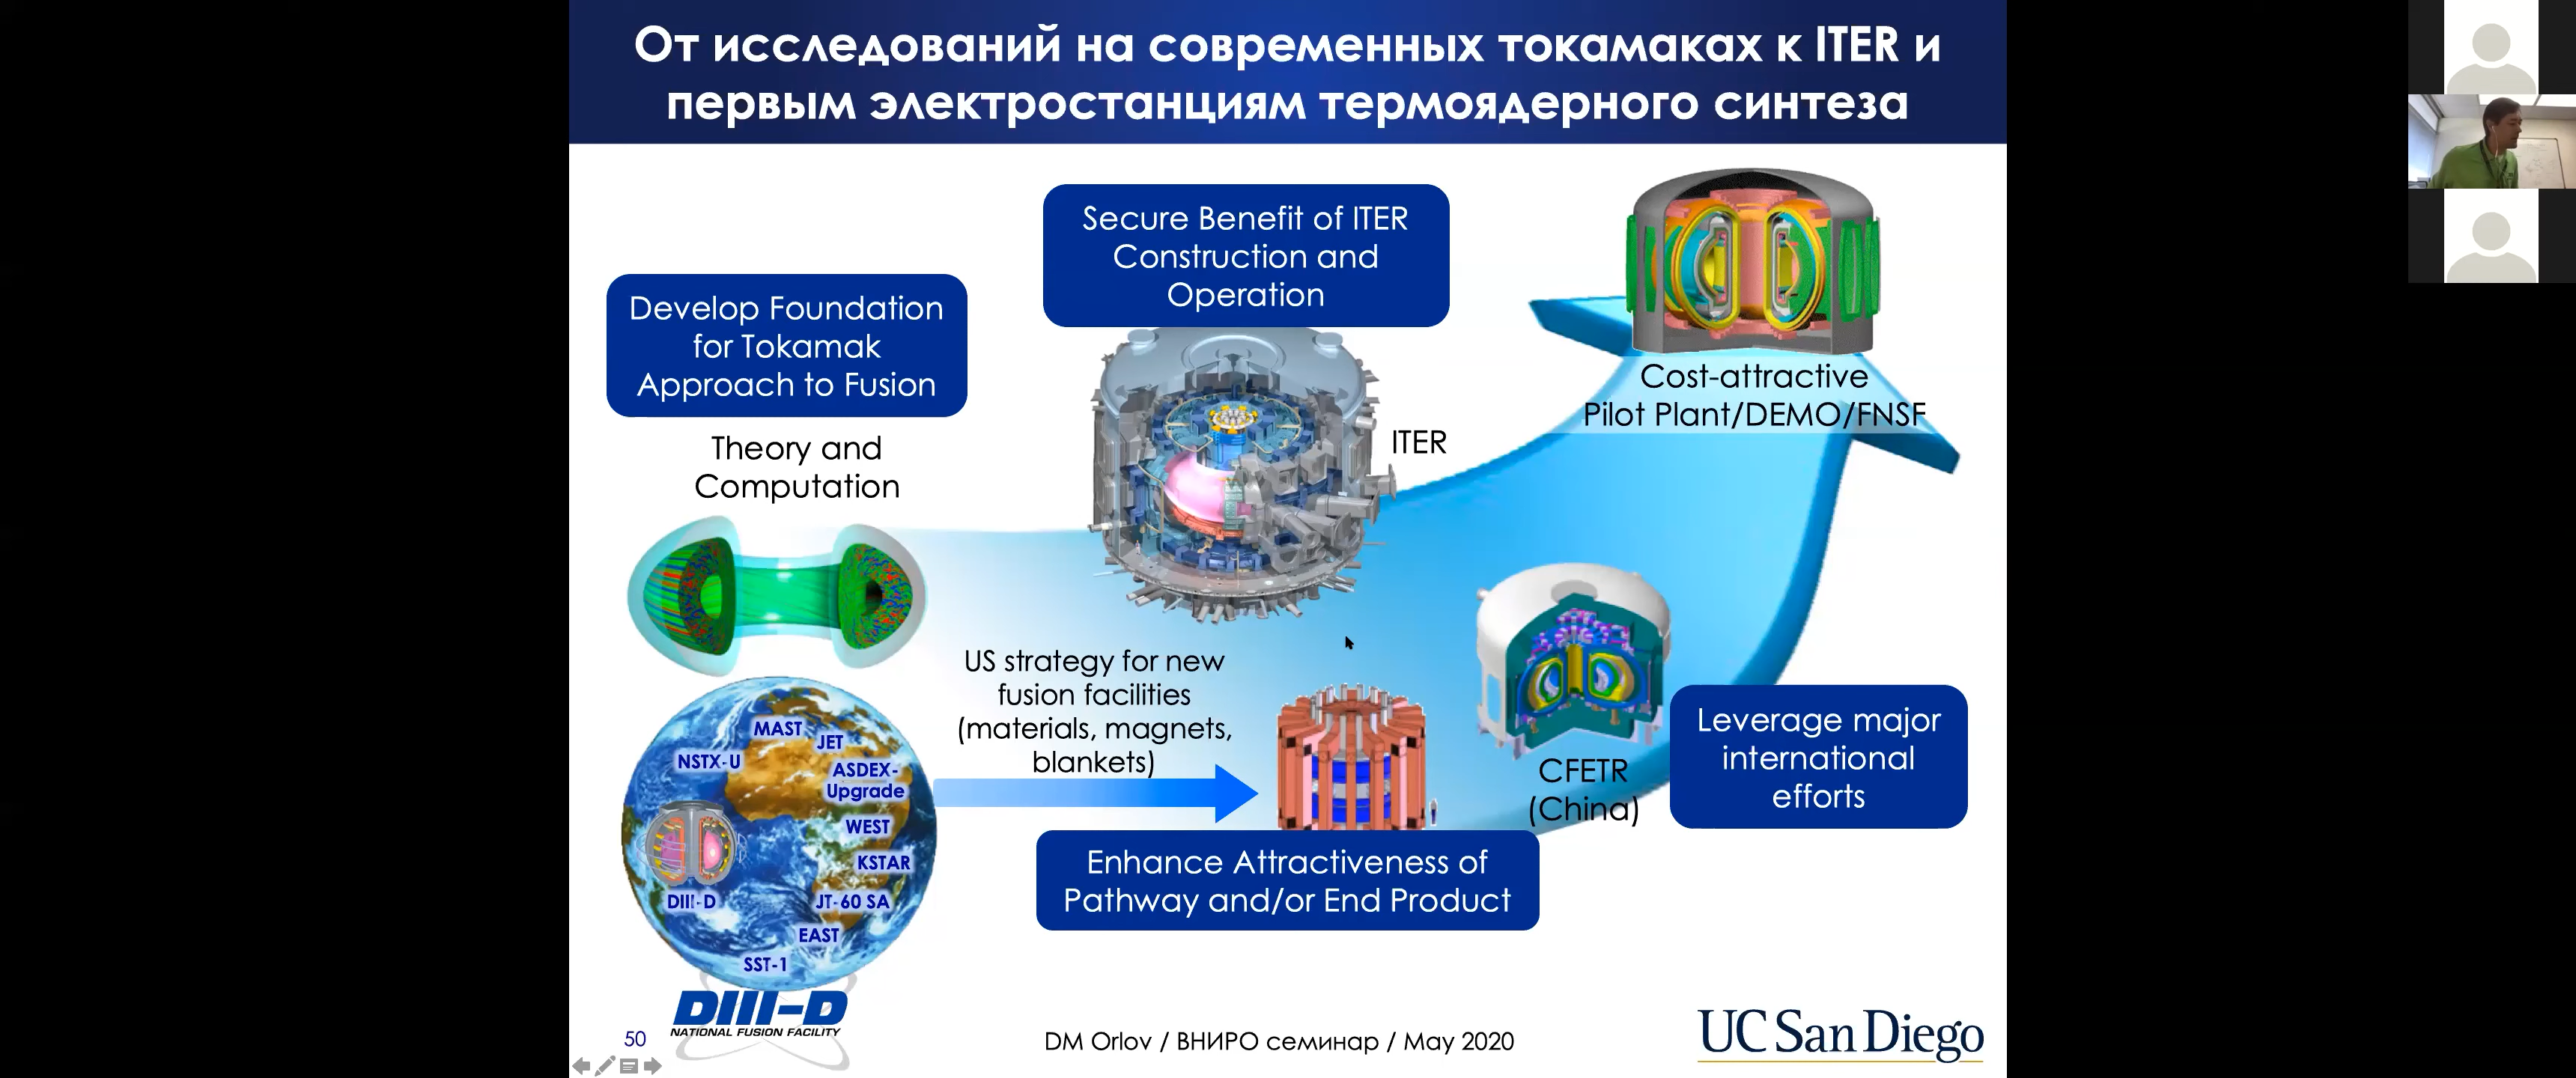 От исследований на современных токамаках к ITER и
первым электростанциям термоядерного синтеза
Develop Foundation
for Tokamak
Approach to Fusion
Secure Benefit of ITER
Construction and
Operation
Theory and
Computation
ITER
Cost-attractive
Pilot Plant/DEMO/FNSF
US strategy for new
fusion facilities
(materials, magnets,
blankets)
MAST
JET
NSTX-U
ASDEX-
Upgrade
WEST
KSTAR
DIII-D
JT-60 SA
EAST
SST-1
CFETR
(China)
Leverage major
international
efforts
Enhance Attractiveness of
Pathway and/or End Product
DIII-D
NATIONAL FUSION FACILITY
50
DM Orlov / ВНИРО семинар / May 2020
UC San Diego